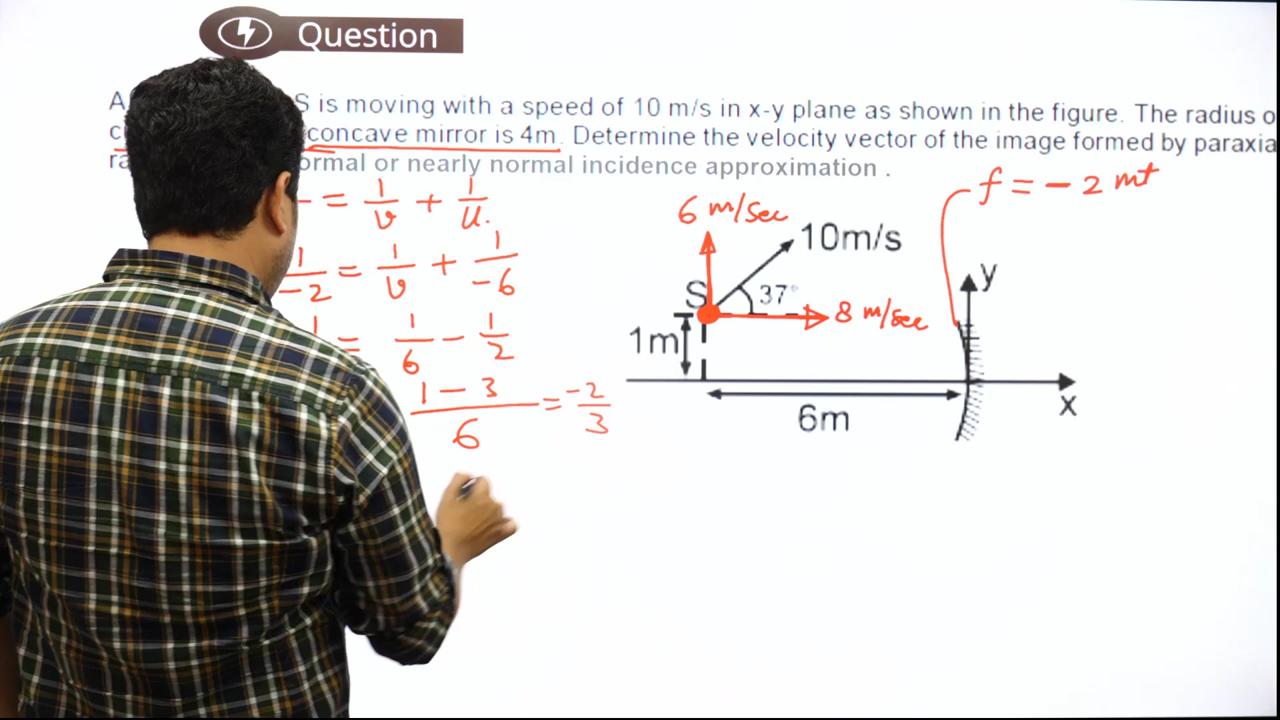 Question
S is moving with a speed of 10 m/s in x-y plane as shown in the figure. The radius o
concave mirror is 4m. Determine the velocity vector of the image formed by paraxia
ormal or nearly normal incidence approximation .
= 1/v + 1/u.
1/-2 = 1/v + 1/-6
= 1/6 - 1/2
1 - 3/6 = -2/3
f = - 2 mt
6 m/sec
10m/s
S
37°
8 m/sec
y
1m
6m
x